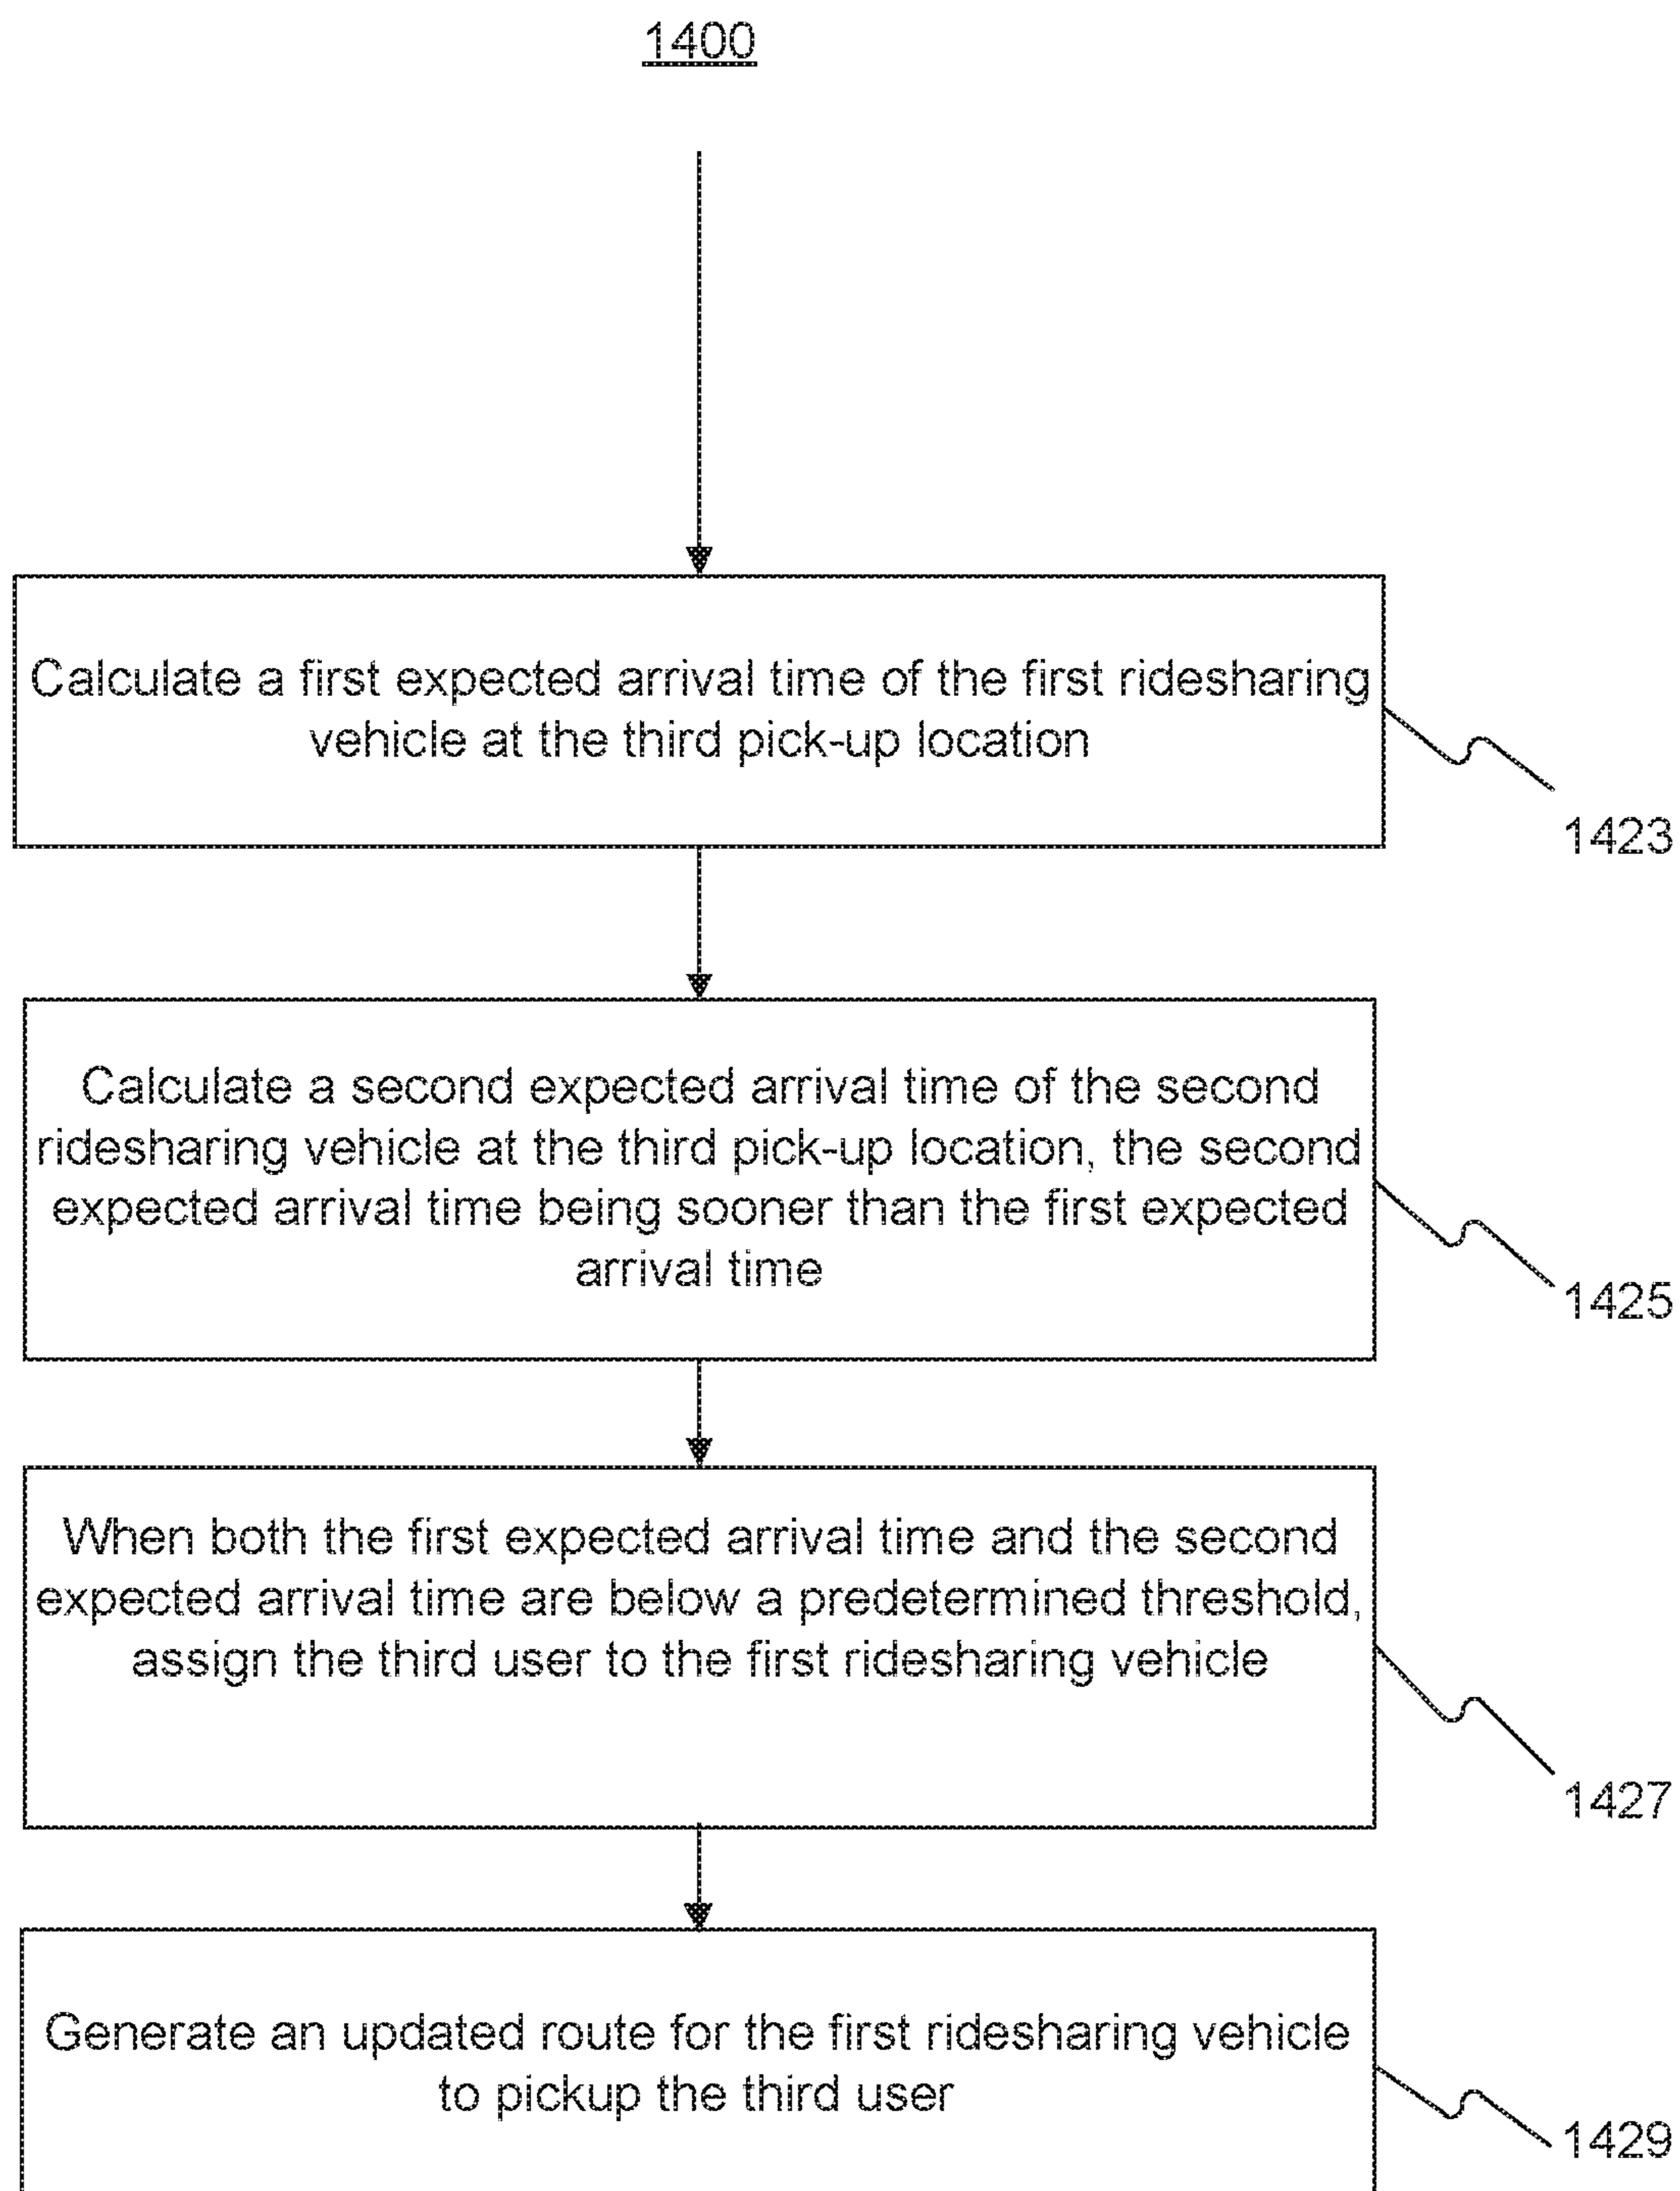 1400
Calculate a first expected arrival time of the first ridesharing
vehicle at the third pick-up location
1423
Calculate a second expected arrival time of the second
ridesharing vehicle at the third pick-up location, the second
expected arrival time being sooner than the first expected
arrival time
1425
When both the first expected arrival time and the second
expected arrival time are below a predetermined threshold,
assign the third user to the first ridesharing vehicle
1427
Generate an updated route for the first ridesharing vehicle
to pickup the third user
1429